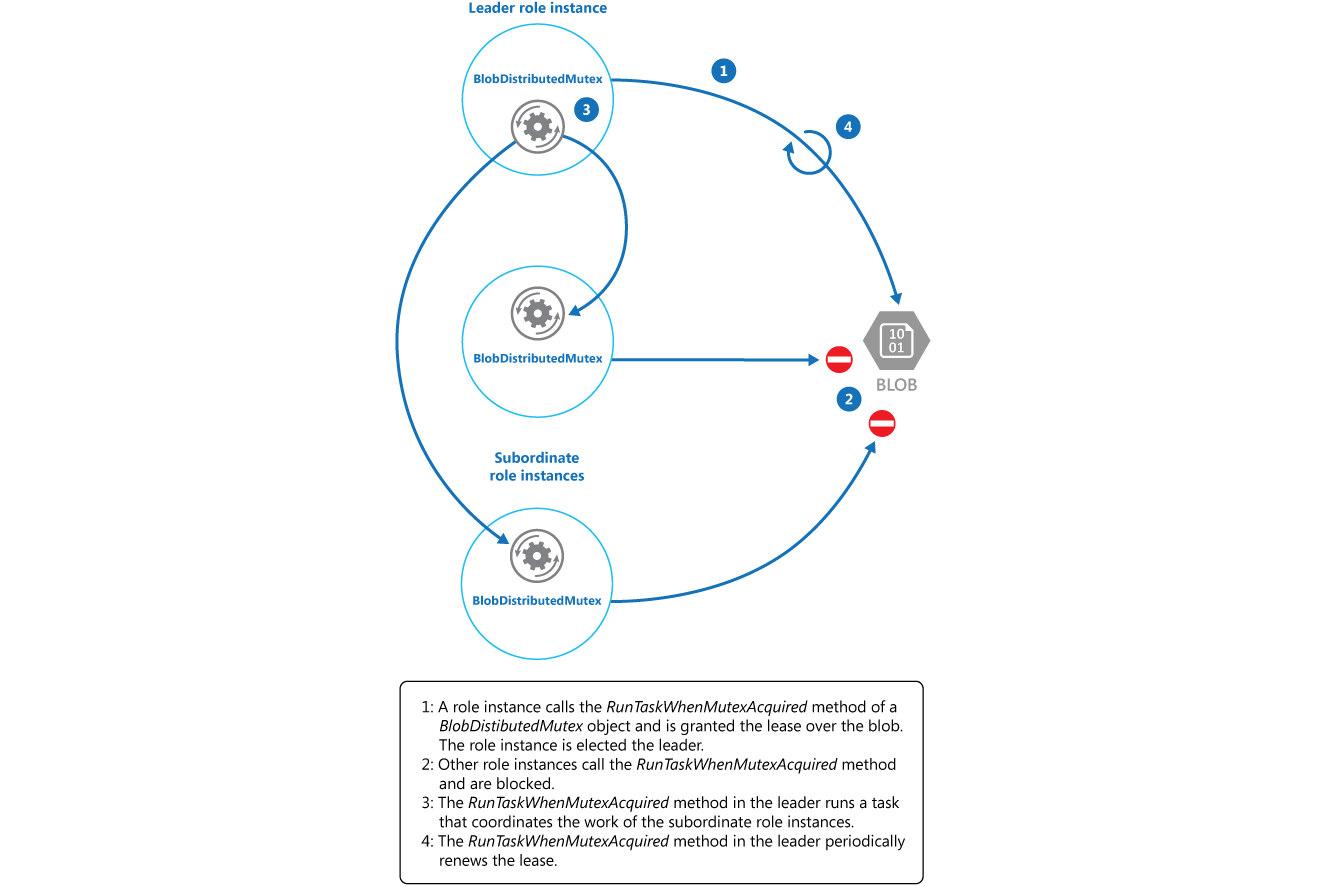 Leader role instance
BlobDistributedMutex
3
1
4
BlobDistributedMutex
10
01
BLOB
2
Subordinate
role instances
BlobDistributedMutex
1: A role instance calls the RunTaskWhenMutexAcquired method of a
BlobDistibutedMutex object and is granted the lease over the blob.
The role instance is elected the leader.
2: Other role instances call the RunTaskWhenMutexAcquired method
and are blocked.
3: The RunTaskWhenMutexAcquired method in the leader runs a task
that coordinates the work of the subordinate role instances.
4: The RunTaskWhenMutexAcquired method in the leader periodically
renews the lease.